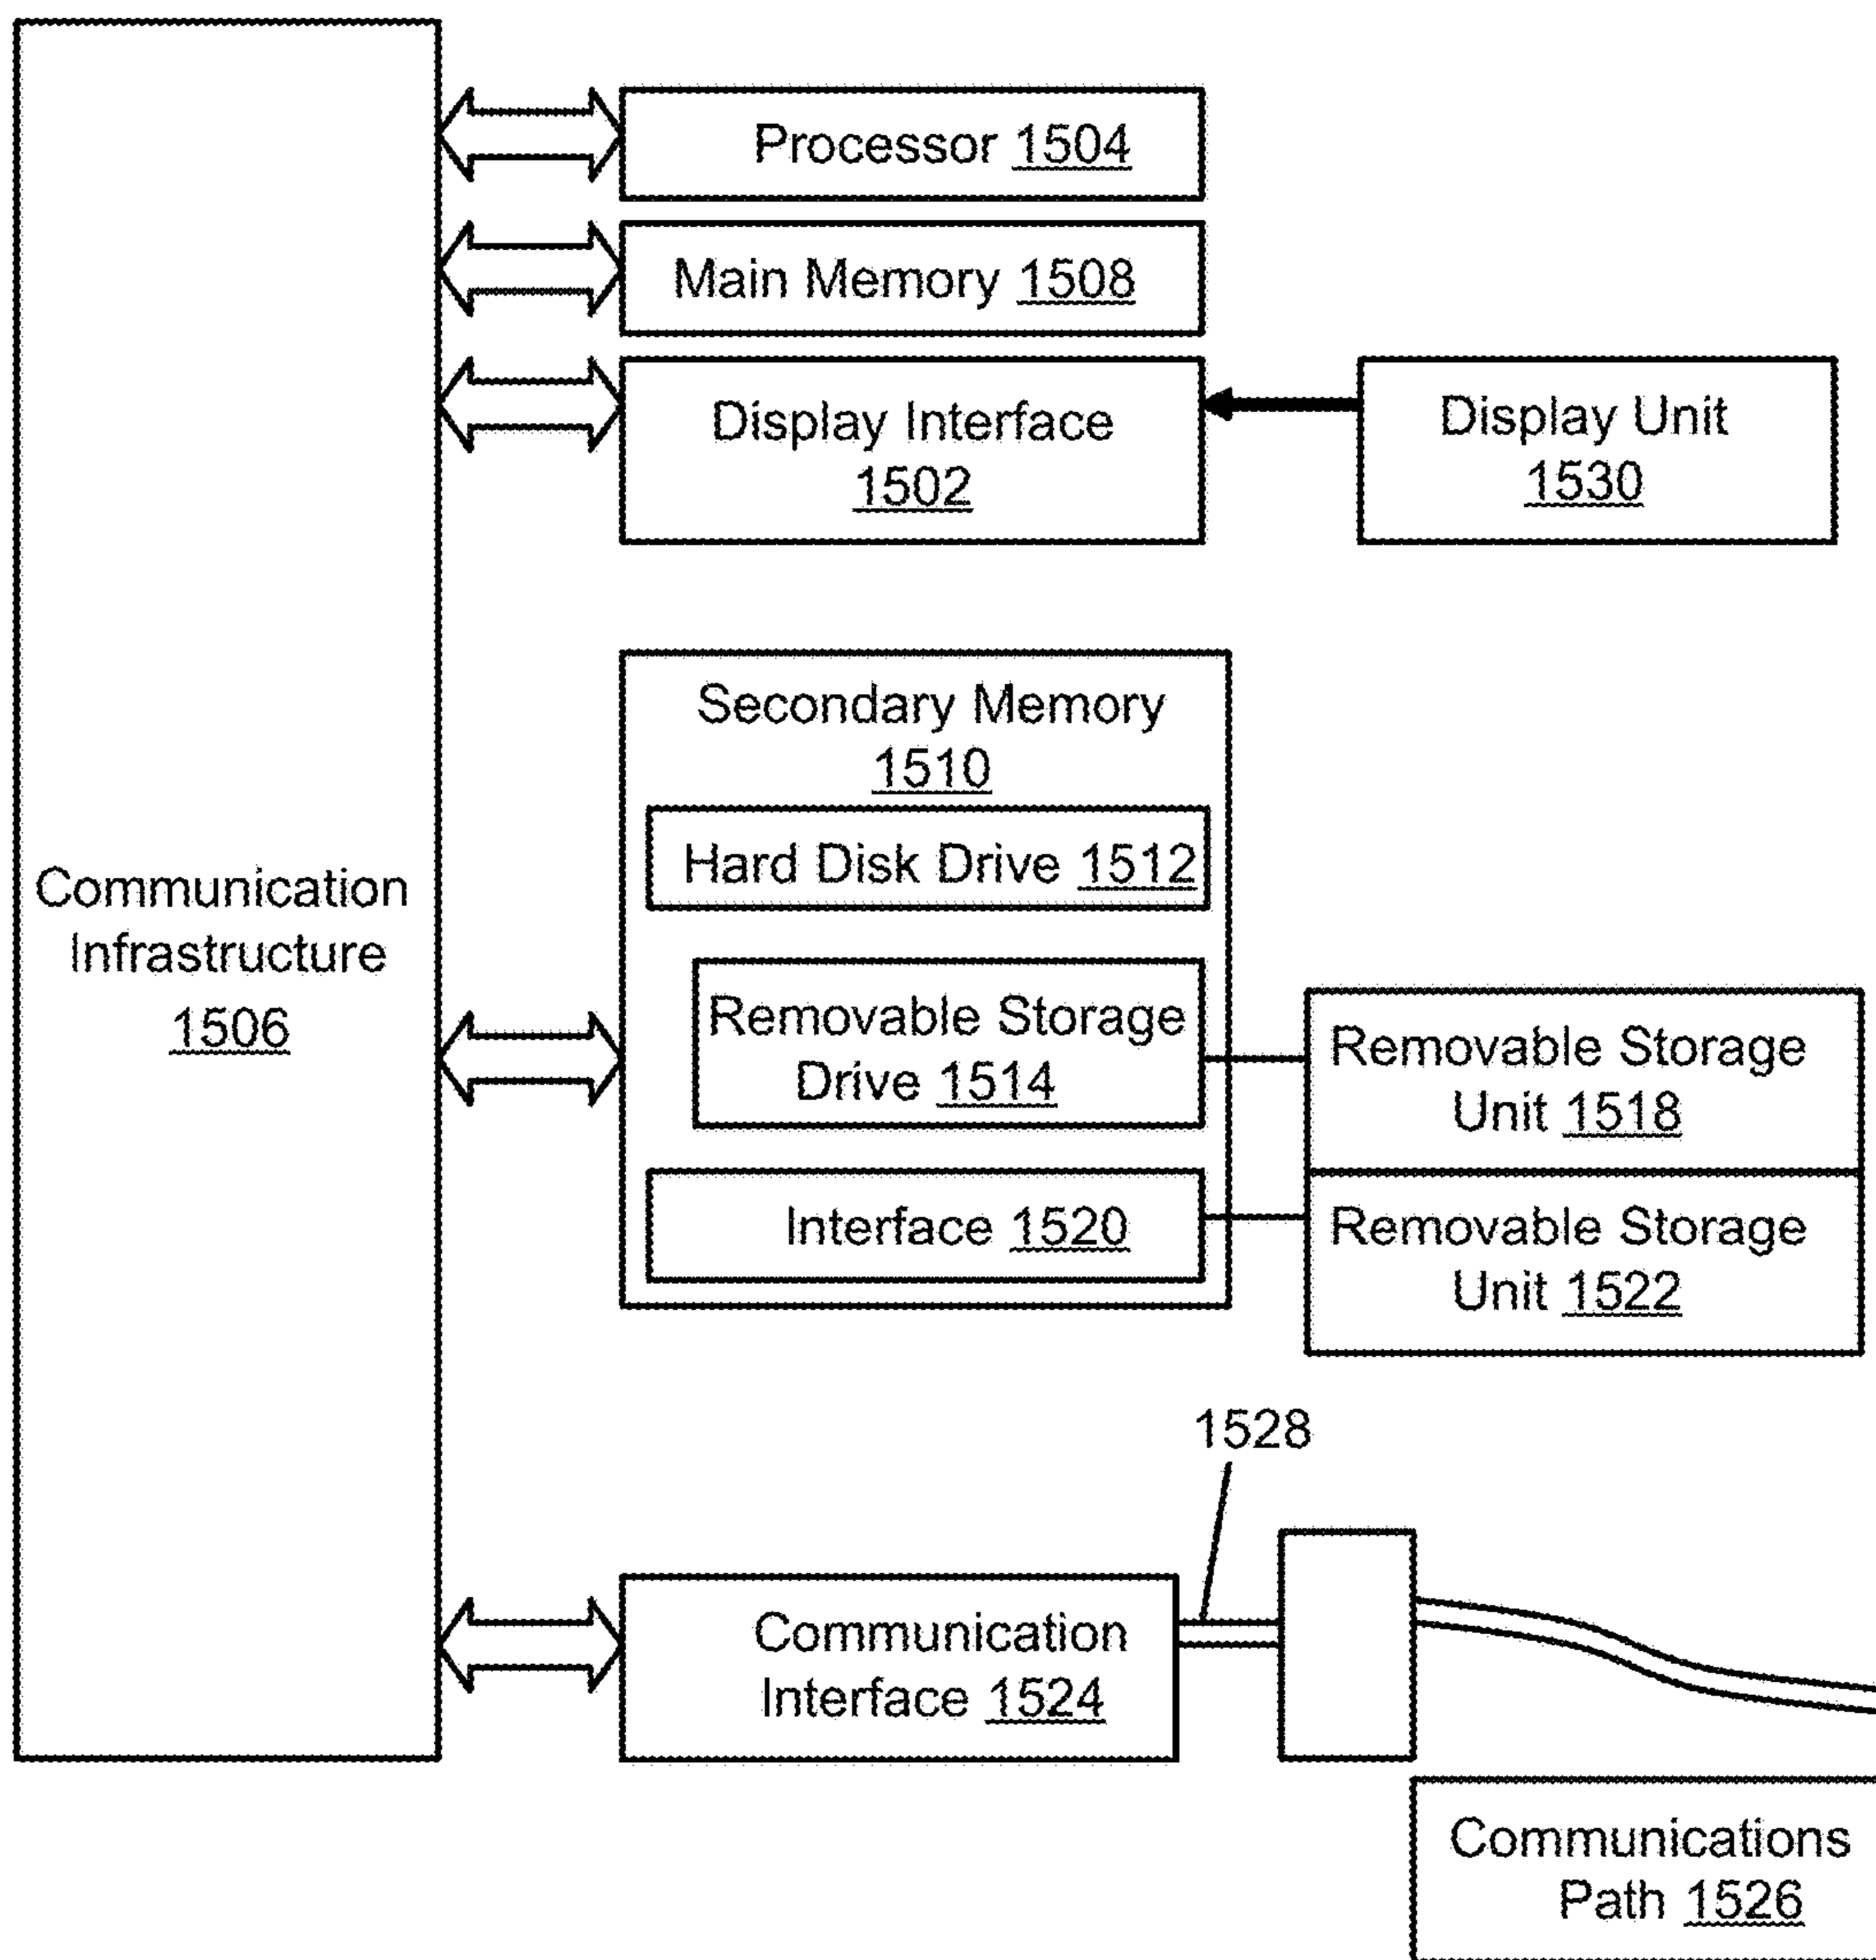 Processor 1504
Main Memory 1508
Display Interface
1502
Display Unit
1530
Secondary Memory
1510
Hard Disk Drive 1512
Communication
Infrastructure
1506
Removable Storage
Drive 1514
Removable Storage
Unit 1518
Interface 1520
Removable Storage
Unit 1522
1528
Communication
Interface 1524
Communications
Path 1526